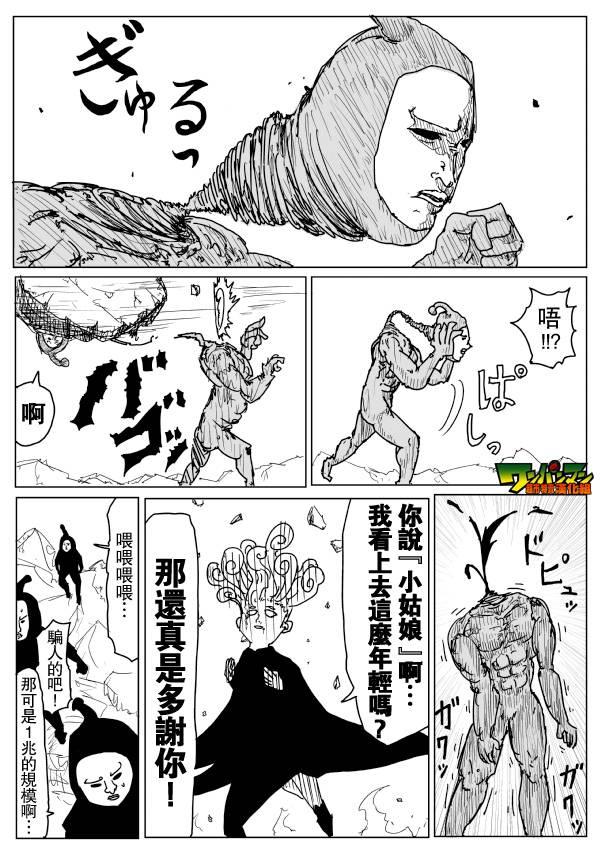 ぎゅるっ
唔!!?
ぱしっ
ワンパンマン
バゴッ
啊
ドピュッ
ガクッ
ガクッ
你說『小姑娘』啊⋯
我看上去這麼年輕嗎?
那還真是多謝你!
喂喂喂喂⋯
騙人的吧!
那可是1兆的規模啊⋯